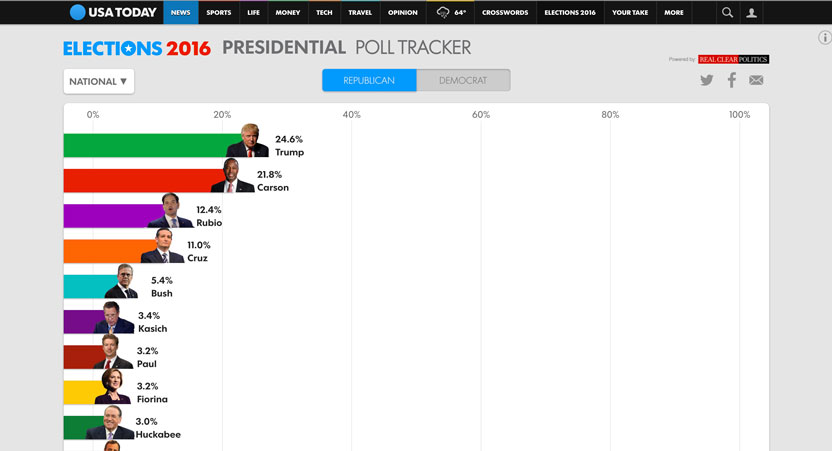 USA TODAY NEWS SPORTS LIFE MONEY TECH TRAVEL OPINION 64° CROSSWORDS ELECTIONS 2016 YOUR TAKE MORE
ELECTIONS 2016 PRESIDENTIAL POLL TRACKER
Powered by REAL CLEAR POLITICS
NATIONAL ▼ REPUBLICAN DEMOCRAT
0% 20% 40% 60% 80% 100%
24.6%
Trump
21.8%
Carson
12.4%
Rubio
11.0%
Cruz
5.4%
Bush
3.4%
Kasich
3.2%
Paul
3.2%
Fiorina
3.0%
Huckabee